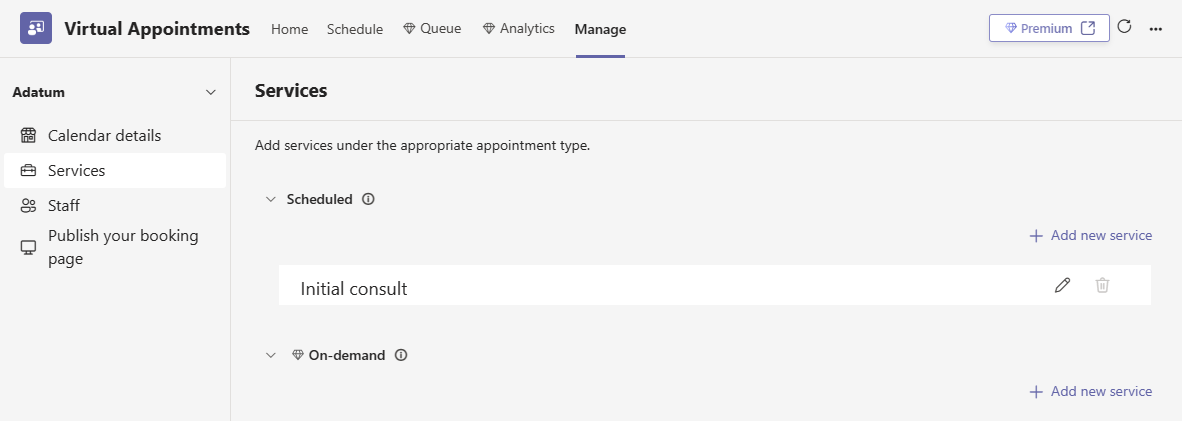 Virtual Appointments Home Schedule Queue Analytics Manage Premium
Adatum
Calendar details
Services
Staff
Publish your booking
page
Services
Add services under the appropriate appointment type.
Scheduled
+ Add new service
Initial consult
On-demand
+ Add new service